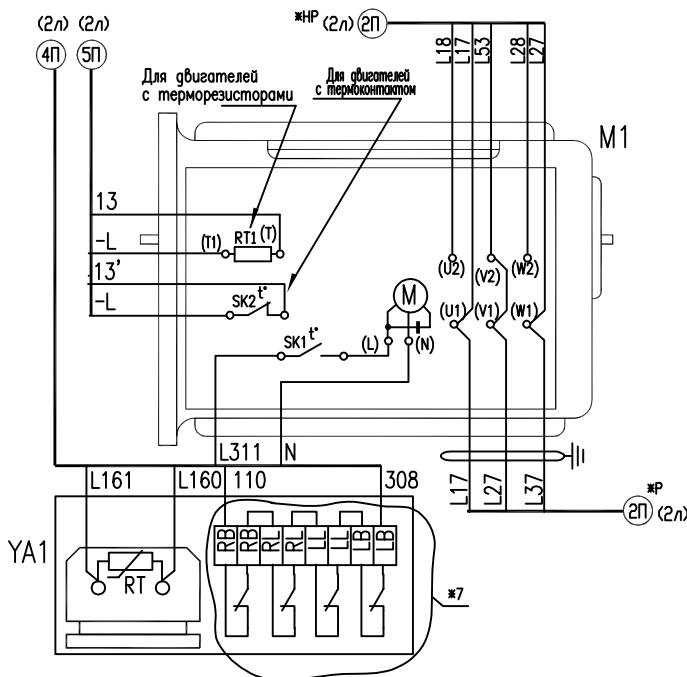 *НР (2л) 2П
(2л) (2л)
4П 5П
L18 L17 L53 L28 L27
Для двигателей
с терморезисторами
Для двигателей
с термоконтактом
M1
13
-L
(T1) RT1 (T)
13'
-L
SK2 t°
(U2) (V2) (W2)
M
(U1) (V1) (W1)
SK1 t°
(L) (N)
L311 N
L161 L160 110 308
L17 L27 L37
*Р
2П (2л)
YA1
RB RB RL RL LL LL LB LB
RT
*7